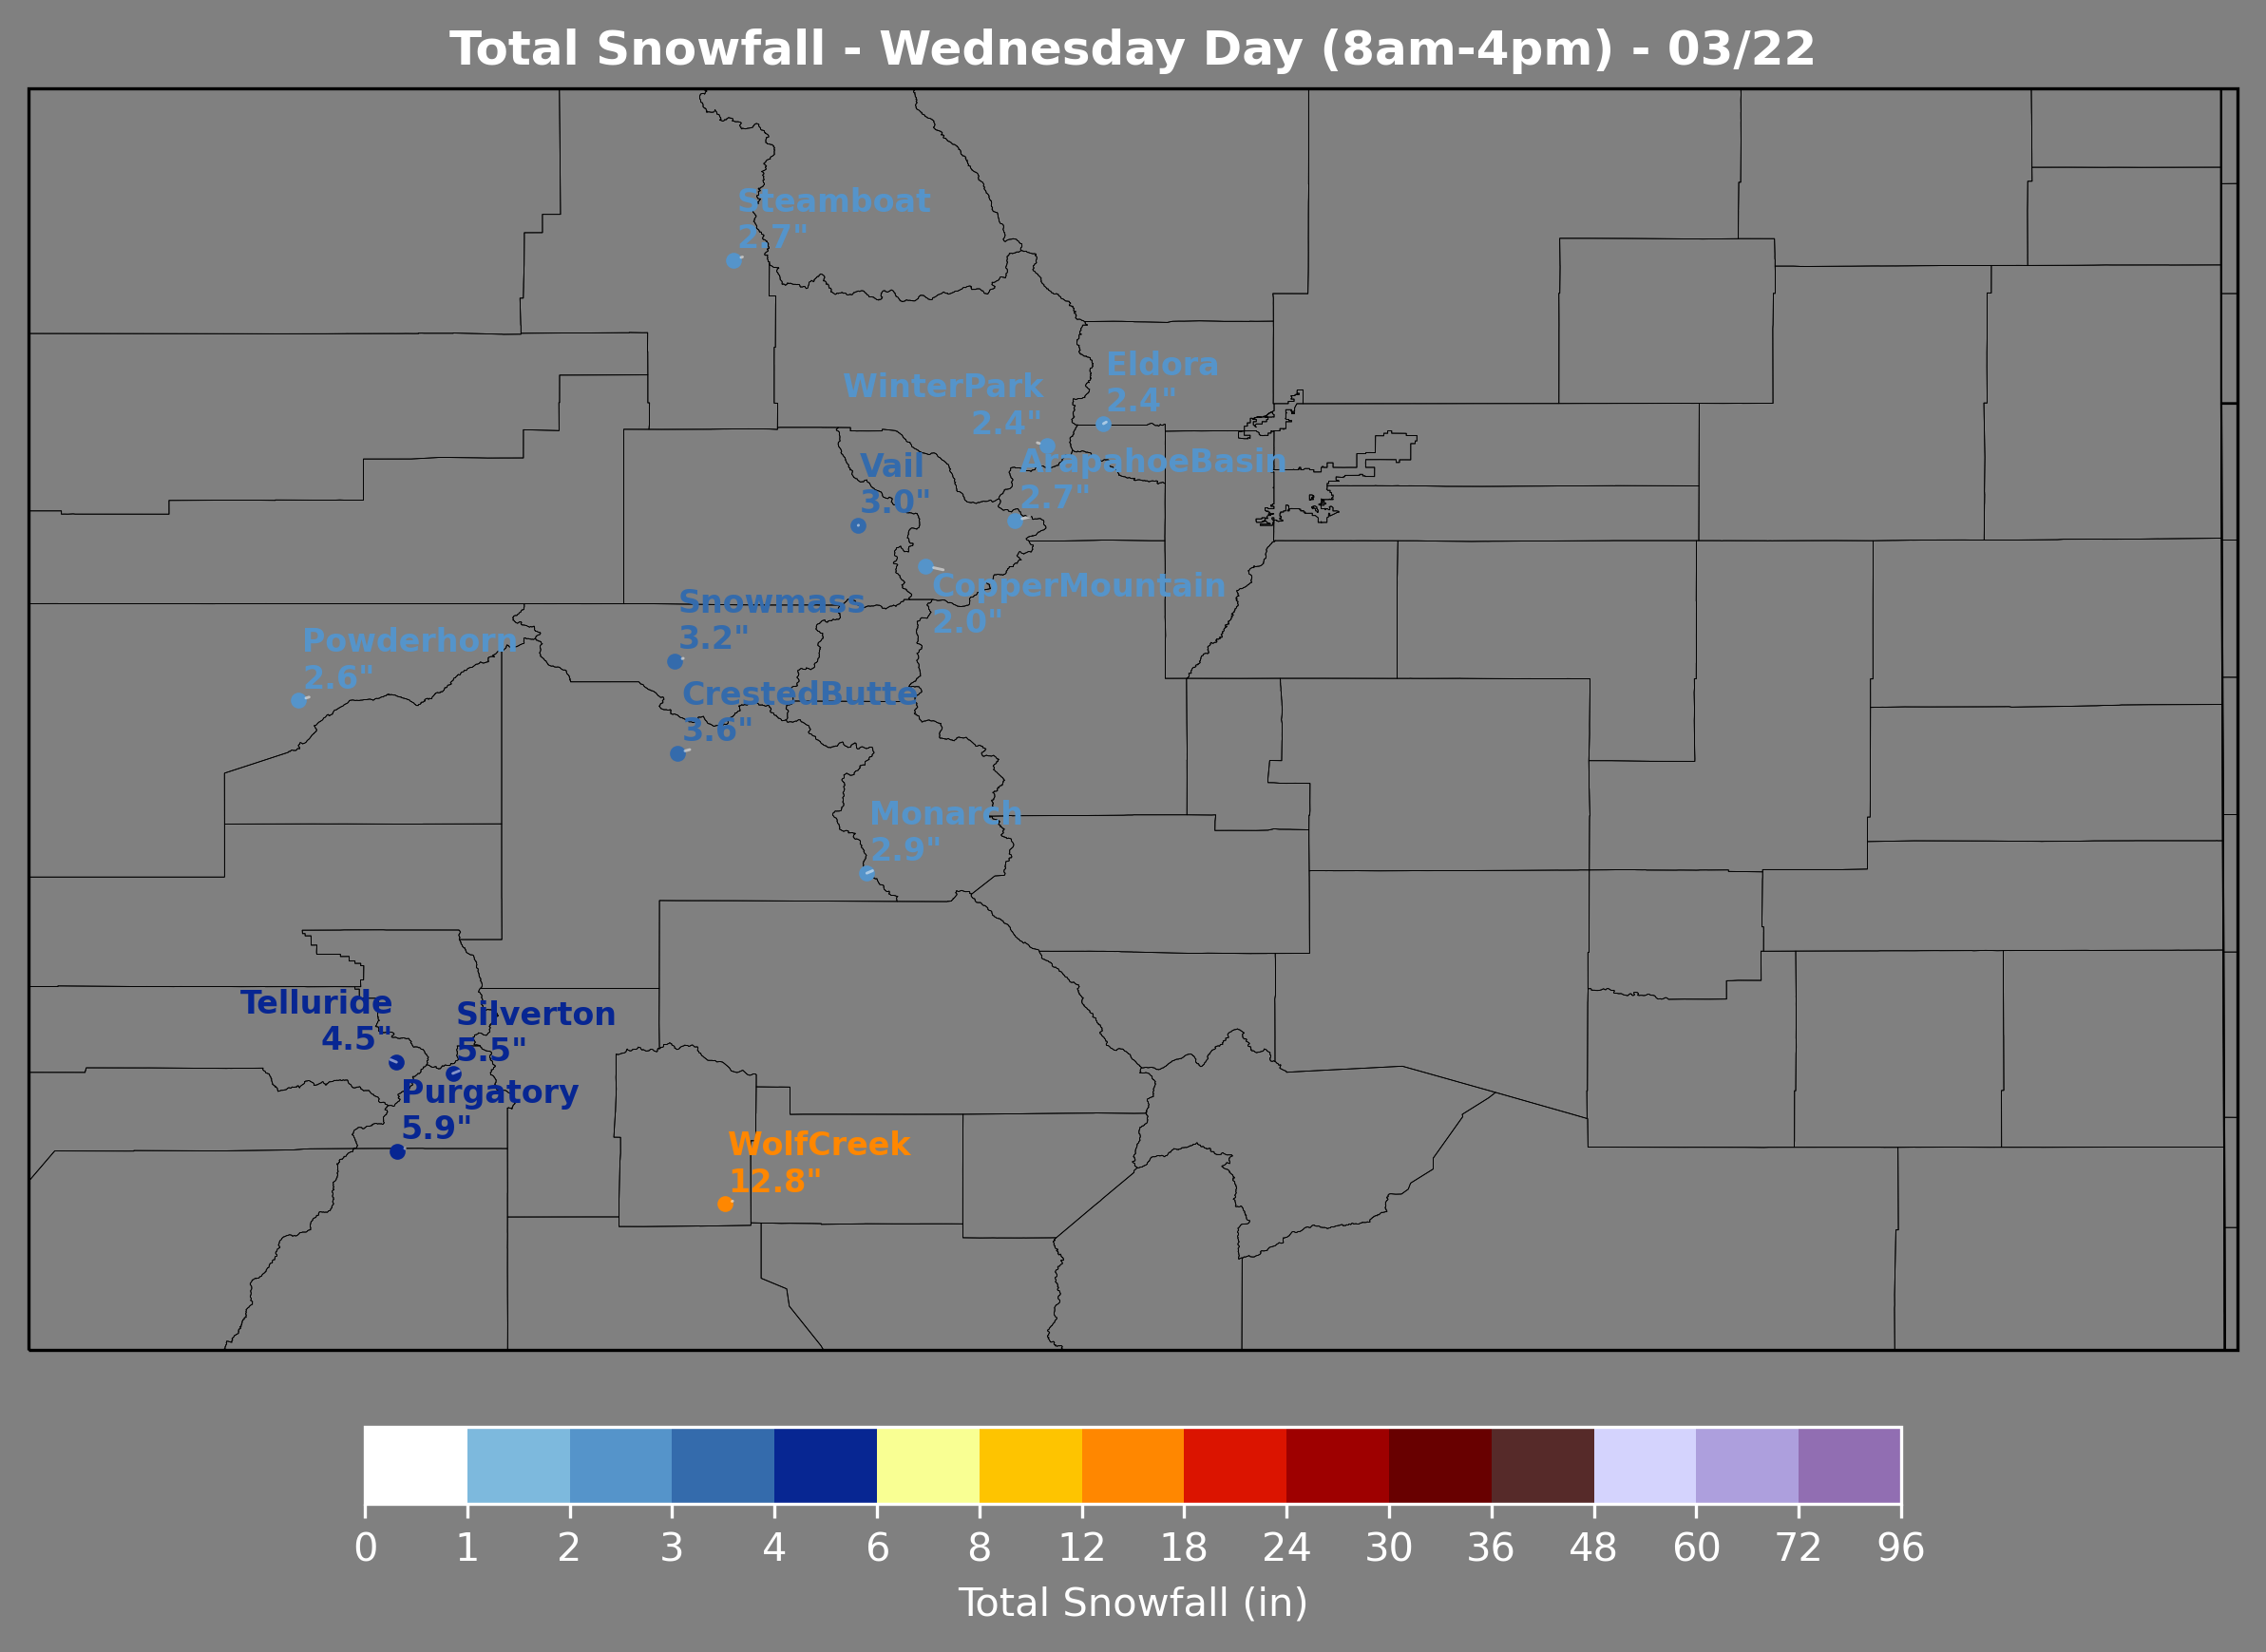 Total Snowfall - Wednesday Day (8am-4pm) - 03/22
Steamboat
2.7"
Eldora
2.4"
WinterPark
2.4"
Vail
3.0"
ArapahoeBasin
2.7"
CopperMountain
2.0"
Snowmass
3.2"
Powderhorn
2.6"
CrestedButte
3.6"
Monarch
2.9"
Telluride
4.5"
Silverton
5.5"
Purgatory
5.9"
WolfCreek
12.8"
0 1 2 3 4 6 8 12 18 24 30 36 48 60 72 96
Total Snowfall (in)